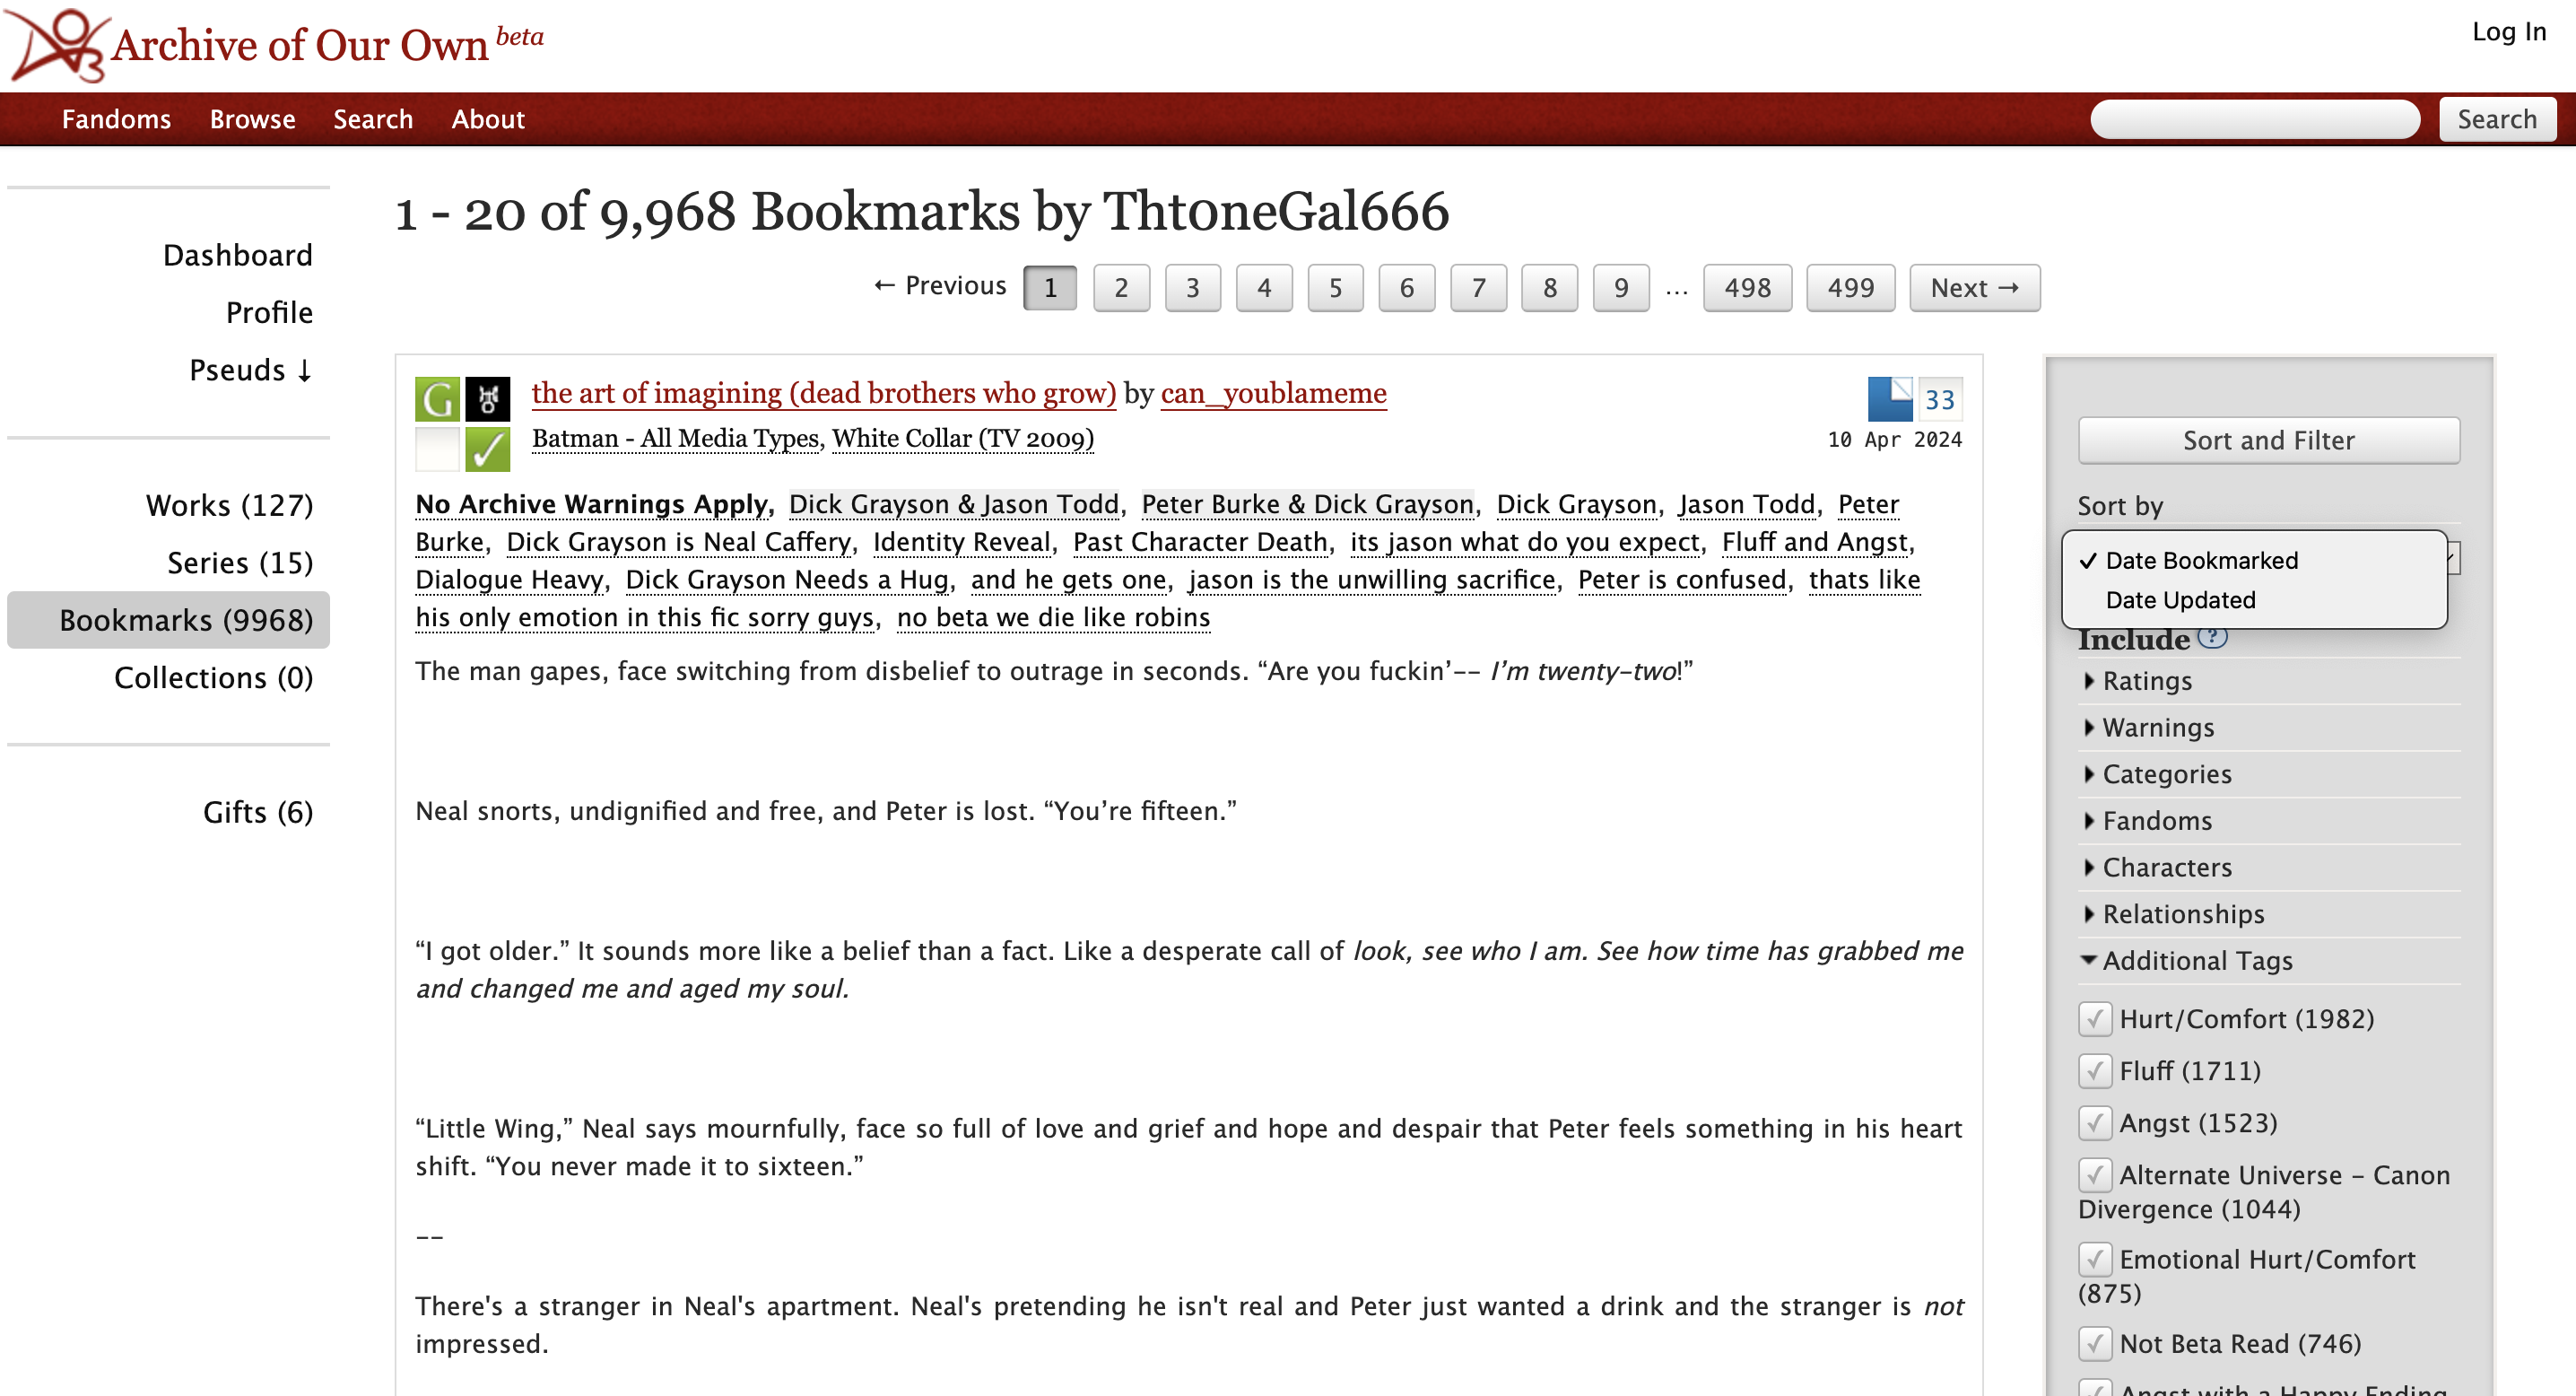 Archive of Our Own beta
Log In
Fandoms Browse Search About
Search
Dashboard
Profile
Pseuds ↓
Works (127)
Series (15)
Bookmarks (9968)
Collections (0)
Gifts (6)
1 - 20 of 9,968 Bookmarks by Tht0neGal666
← Previous 1 2 3 4 5 6 7 8 9 … 498 499 Next →
the art of imagining (dead brothers who grow) by can_youblameme
33
Batman - All Media Types, White Collar (TV 2009)
10 Apr 2024
No Archive Warnings Apply, Dick Grayson & Jason Todd, Peter Burke & Dick Grayson, Dick Grayson, Jason Todd, Peter
Burke, Dick Grayson is Neal Caffery, Identity Reveal, Past Character Death, its jason what do you expect, Fluff and Angst,
Dialogue Heavy, Dick Grayson Needs a Hug, and he gets one, jason is the unwilling sacrifice, Peter is confused, thats like
his only emotion in this fic sorry guys, no beta we die like robins
The man gapes, face switching from disbelief to outrage in seconds. “Are you fuckin’-- I’m twenty-two!”
Neal snorts, undignified and free, and Peter is lost. “You’re fifteen.”
“I got older.” It sounds more like a belief than a fact. Like a desperate call of look, see who I am. See how time has grabbed me
and changed me and aged my soul.
“Little Wing,” Neal says mournfully, face so full of love and grief and hope and despair that Peter feels something in his heart
shift. “You never made it to sixteen.”
--
There's a stranger in Neal's apartment. Neal's pretending he isn't real and Peter just wanted a drink and the stranger is not
impressed.
Sort and Filter
Sort by
✓ Date Bookmarked
Date Updated
Include ?
Ratings
Warnings
Categories
Fandoms
Characters
Relationships
Additional Tags
Hurt/Comfort (1982)
Fluff (1711)
Angst (1523)
Alternate Universe - Canon
Divergence (1044)
Emotional Hurt/Comfort
(875)
Not Beta Read (746)
Angst with a Happy Ending